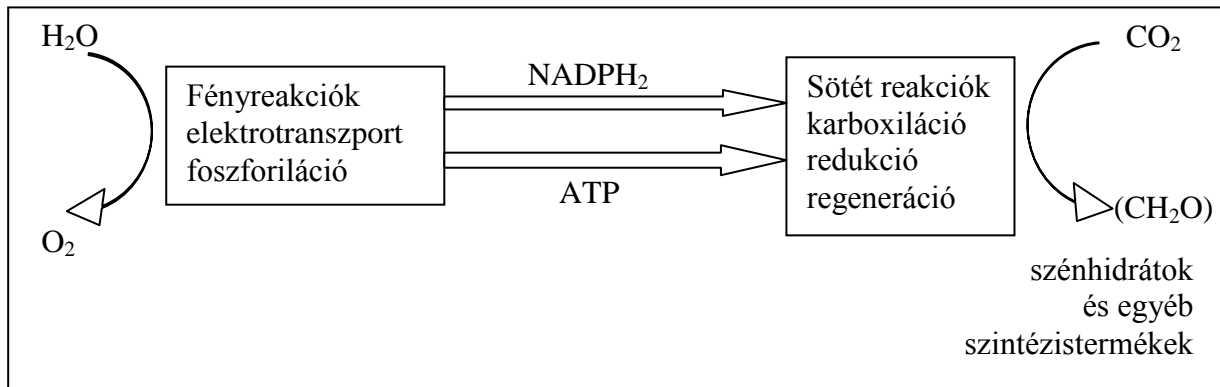 H₂O
O₂
Fényreakciók
elektrotranszport
foszforiláció
NADPH₂
ATP
Sötét reakciók
karboxiláció
redukció
regeneráció
CO₂
(CH₂O)
szénhidrátok
és egyéb
szintézistermékek